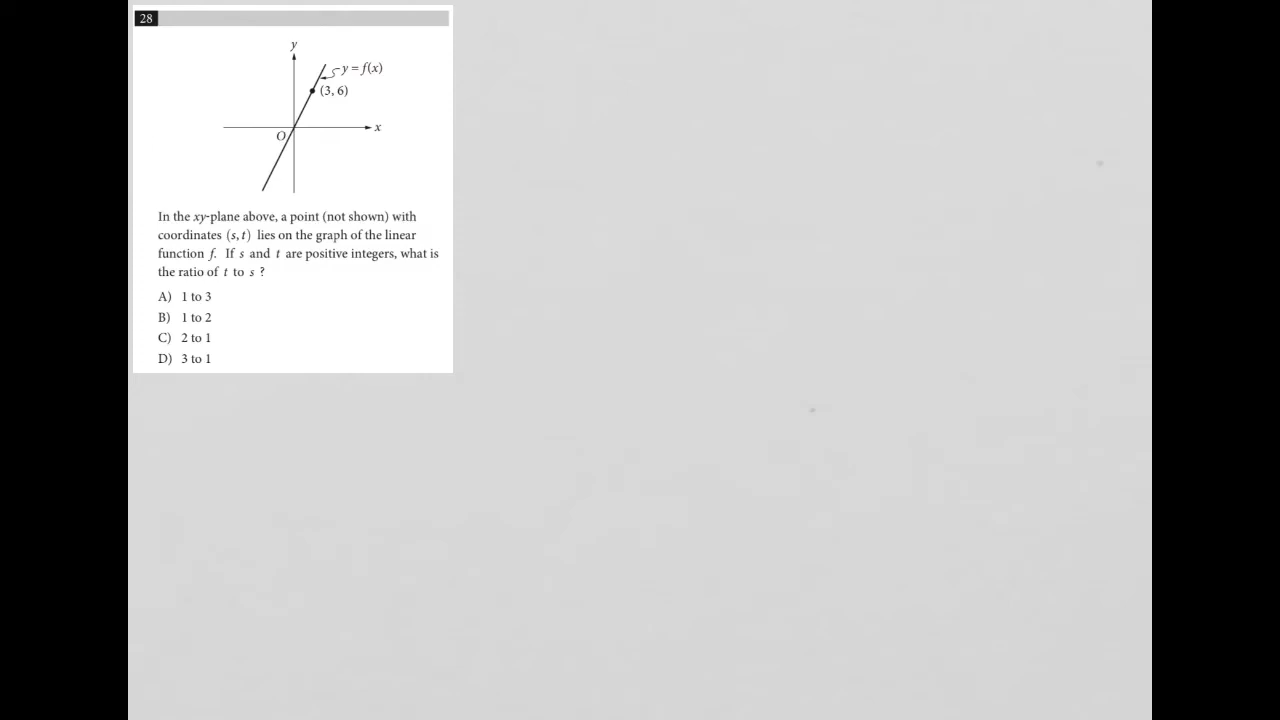 28
y
y = f(x)
(3, 6)
x
O
In the xy-plane above, a point (not shown) with
coordinates (s, t) lies on the graph of the linear
function f. If s and t are positive integers, what is
the ratio of t to s ?
A) 1 to 3
B) 1 to 2
C) 2 to 1
D) 3 to 1